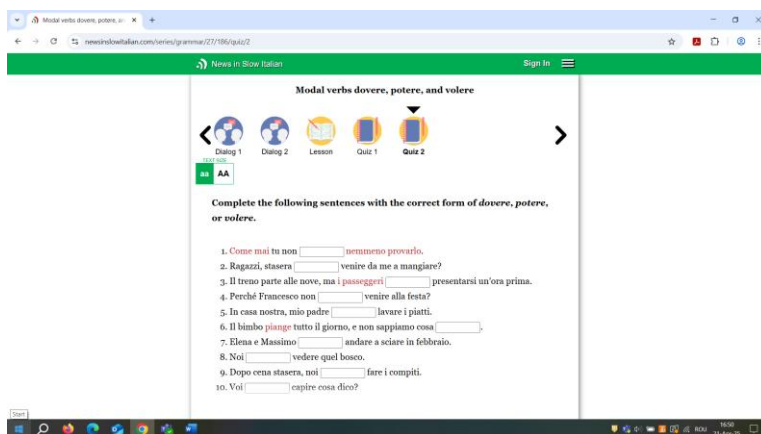 Modal verbs dovere, potere, an
newsinslowitalian.com/series/grammar/27/186/quiz/2
News in Slow Italian Sign In
Modal verbs dovere, potere, and volere
Dialog 1 Dialog 2 Lesson Quiz 1 Quiz 2
TEXT SIZE
aa AA
Complete the following sentences with the correct form of dovere, potere,
or volere.
1. Come mai tu non nemmeno provarlo.
2. Ragazzi, stasera venire da me a mangiare?
3. Il treno parte alle nove, ma i passeggeri presentarsi un'ora prima.
4. Perché Francesco non venire alla festa?
5. In casa nostra, mio padre lavare i piatti.
6. Il bimbo piange tutto il giorno, e non sappiamo cosa .
7. Elena e Massimo andare a sciare in febbraio.
8. Noi vedere quel bosco.
9. Dopo cena stasera, noi fare i compiti.
10. Voi capire cosa dico?
Start
ROU 16:50